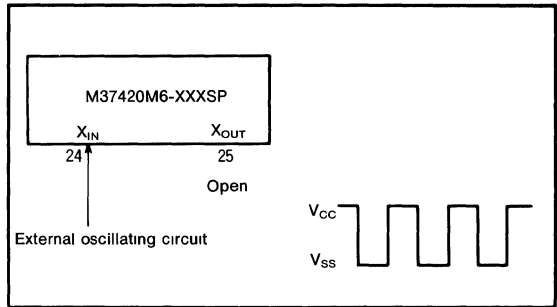 M37420M6-XXXSP
XIN XOUT
24 25
Open
External oscillating circuit
VCC
VSS